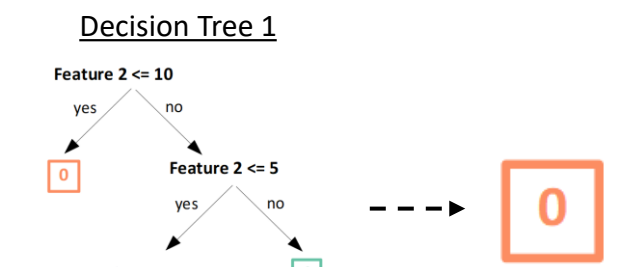 Decision Tree 1
Feature 2 <= 10
yes no
0
Feature 2 <= 5
yes no
0